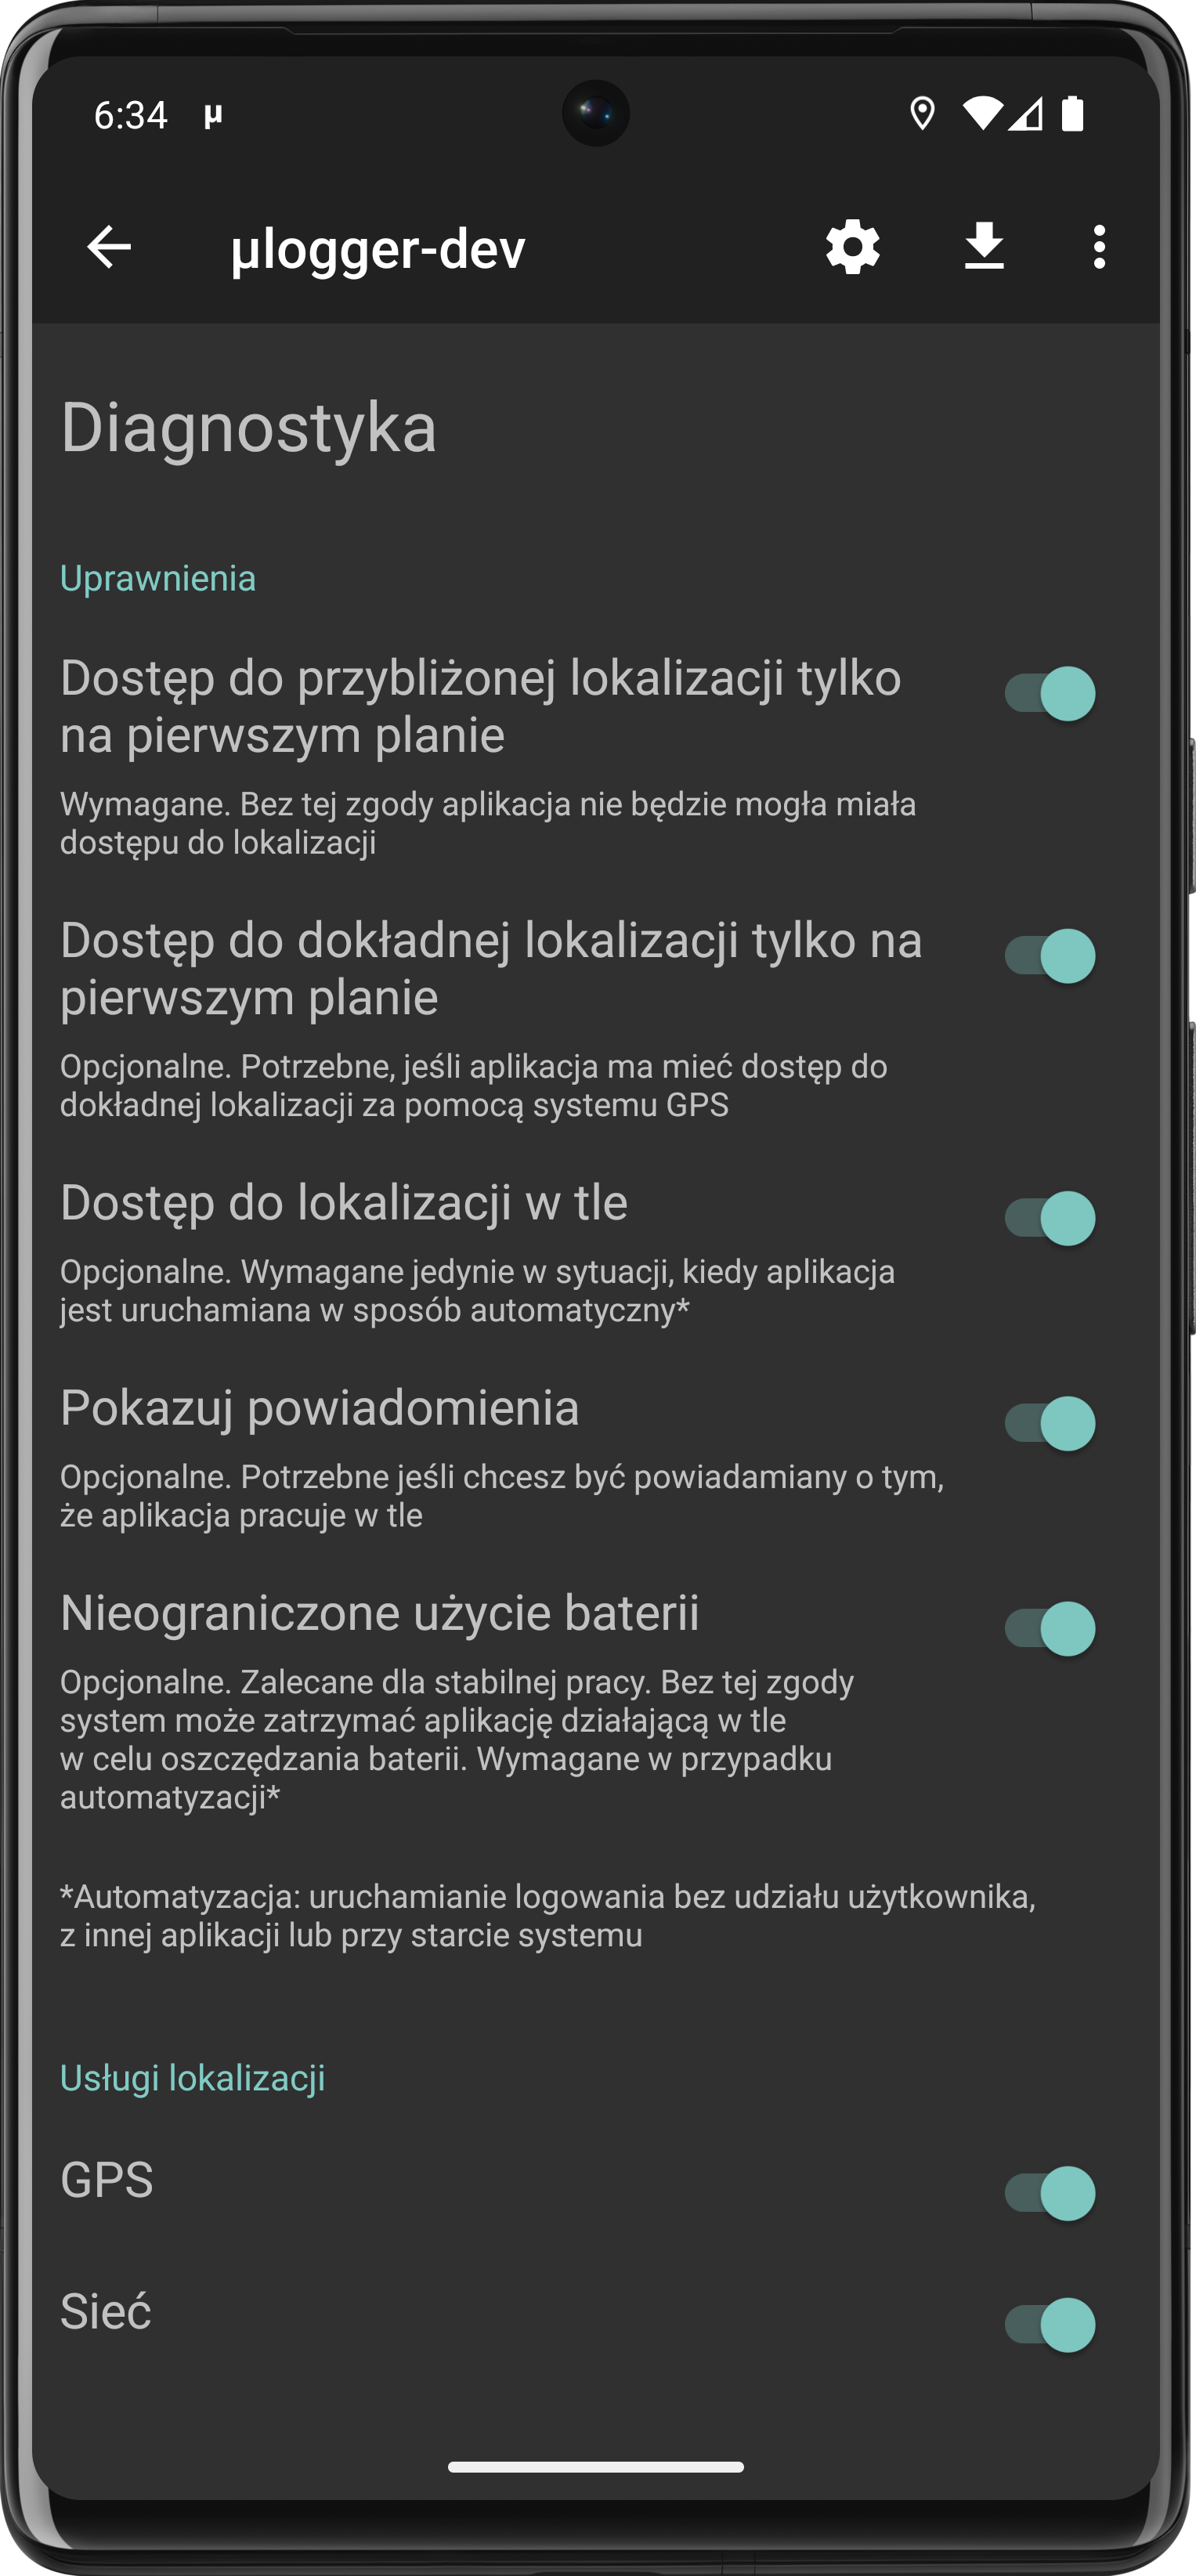 6:34 µ
µlogger-dev
Diagnostyka
Uprawnienia
Dostęp do przybliżonej lokalizacji tylko
na pierwszym planie
Wymagane. Bez tej zgody aplikacja nie będzie mogła miała
dostępu do lokalizacji
Dostęp do dokładnej lokalizacji tylko na
pierwszym planie
Opcjonalne. Potrzebne, jeśli aplikacja ma mieć dostęp do
dokładnej lokalizacji za pomocą systemu GPS
Dostęp do lokalizacji w tle
Opcjonalne. Wymagane jedynie w sytuacji, kiedy aplikacja
jest uruchamiana w sposób automatyczny*
Pokazuj powiadomienia
Opcjonalne. Potrzebne jeśli chcesz być powiadamiany o tym,
że aplikacja pracuje w tle
Nieograniczone użycie baterii
Opcjonalne. Zalecane dla stabilnej pracy. Bez tej zgody
system może zatrzymać aplikację działającą w tle
w celu oszczędzania baterii. Wymagane w przypadku
automatyzacji*
*Automatyzacja: uruchamianie logowania bez udziału użytkownika,
z innej aplikacji lub przy starcie systemu
Usługi lokalizacji
GPS
Sieć